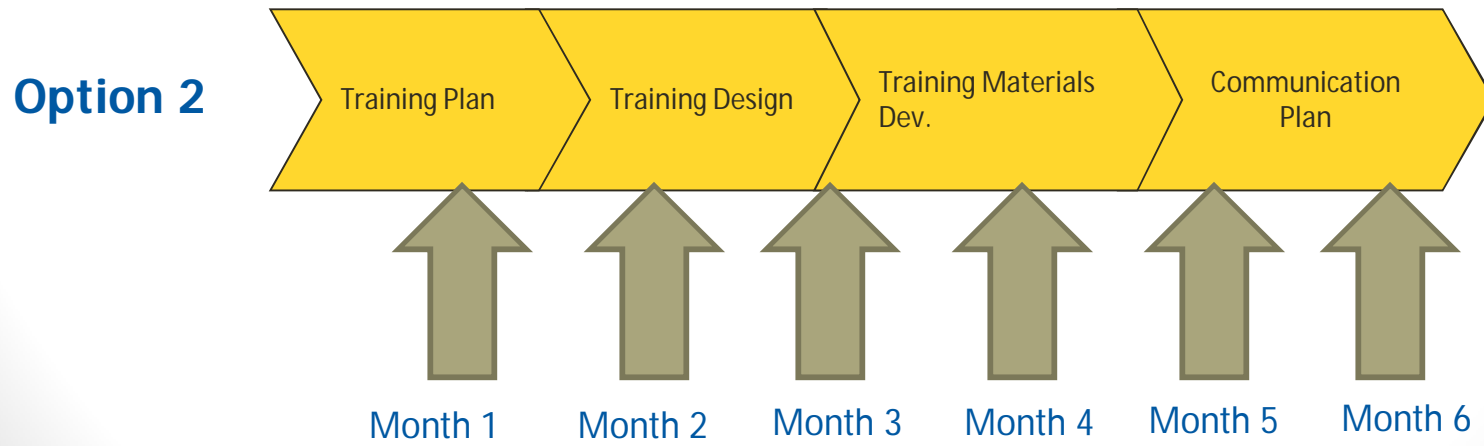 Option 2
Training Plan
Training Design
Training Materials
Dev.
Communication
Plan
Month 1
Month 2
Month 3
Month 4
Month 5
Month 6